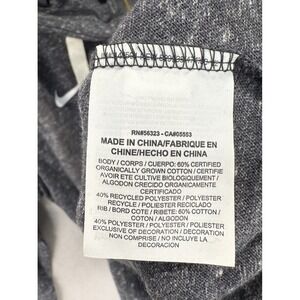 RN#56323 - CA#05553
MADE IN CHINA/FABRIQUE EN
CHINE/HECHO EN CHINA
BODY / CORPS / CUERPO: 60% CERTIFIED
ORGANICALLY GROWN COTTON / CERTIFIE
AVOIR ETE CULTIVE BIOLOGIQUEMENT /
ALGODON CRECIDO ORGANICAMENTE
CERTIFICADO
40% RECYCLED POLYESTER / POLYESTER
RECYCLE / POLIESTER RECICLADO
RIB / BORD COTE / RIBETE: 60% COTTON /
COTON / ALGODON
40% POLYESTER / POLYESTER / POLIESTER
EXCLUSIVE OF DECORATION / DECORATION
NON COMPRISE / NO INCLUYE LA
DECORACION